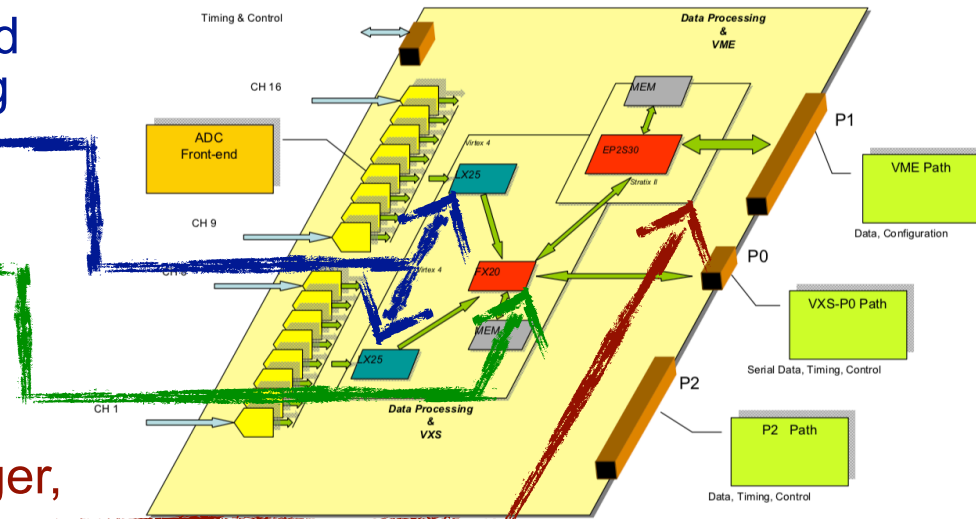 Timing & Control
Data Processing
&
VME
d
g
CH 16
MEM
P1
ADC
Front-end
Virtex 4
EP2S30
VME Path
LX25
Stratix II
CH 9
Data, Configuration
P0
Virtex 4
FX20
VXS-P0 Path
MEM
LX25
Serial Data, Timing, Control
P2
CH 1
Data Processing
&
VXS
P2 Path
ger,
Data, Timing, Control